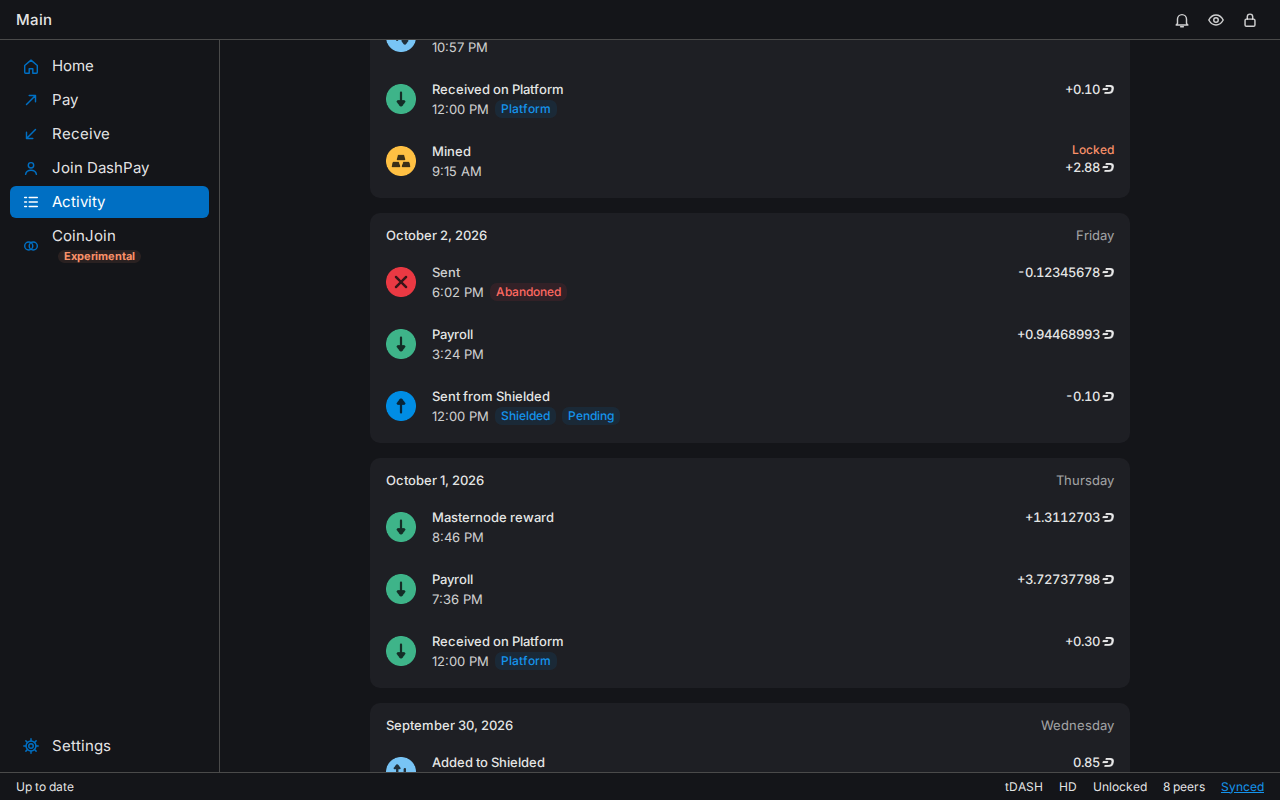 Main
Home
Pay
Receive
Join DashPay
Activity
CoinJoin
Experimental
Settings
10:57 PM
Received on Platform +0.10
12:00 PM Platform
Mined Locked
9:15 AM +2.88
October 2, 2026 Friday
Sent -0.12345678
6:02 PM Abandoned
Payroll +0.94468993
3:24 PM
Sent from Shielded -0.10
12:00 PM Shielded Pending
October 1, 2026 Thursday
Masternode reward +1.3112703
8:46 PM
Payroll +3.72737798
7:36 PM
Received on Platform +0.30
12:00 PM Platform
September 30, 2026 Wednesday
Added to Shielded 0.85
Up to date tDASH HD Unlocked 8 peers Synced